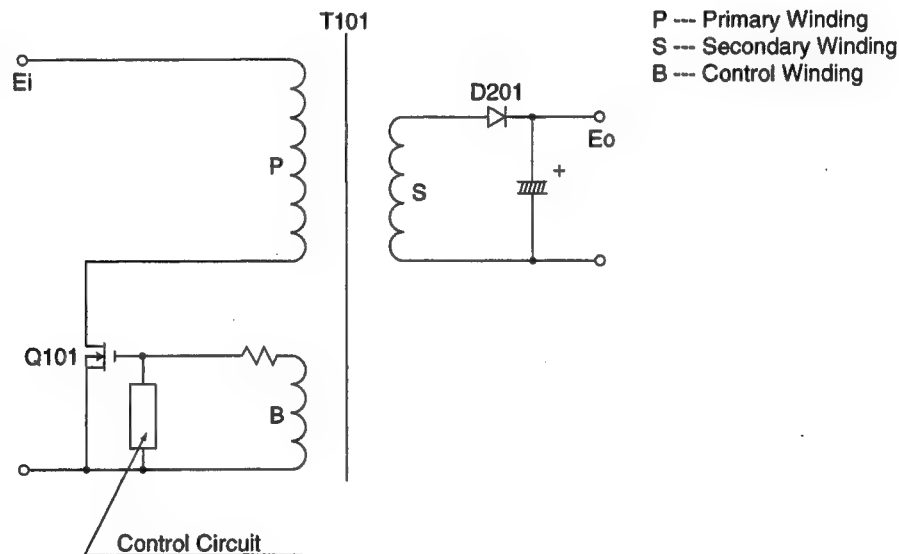 T101
P --- Primary Winding
S --- Secondary Winding
B --- Control Winding
Ei
P
D201
Eo
+
S
Q101
B
Control Circuit